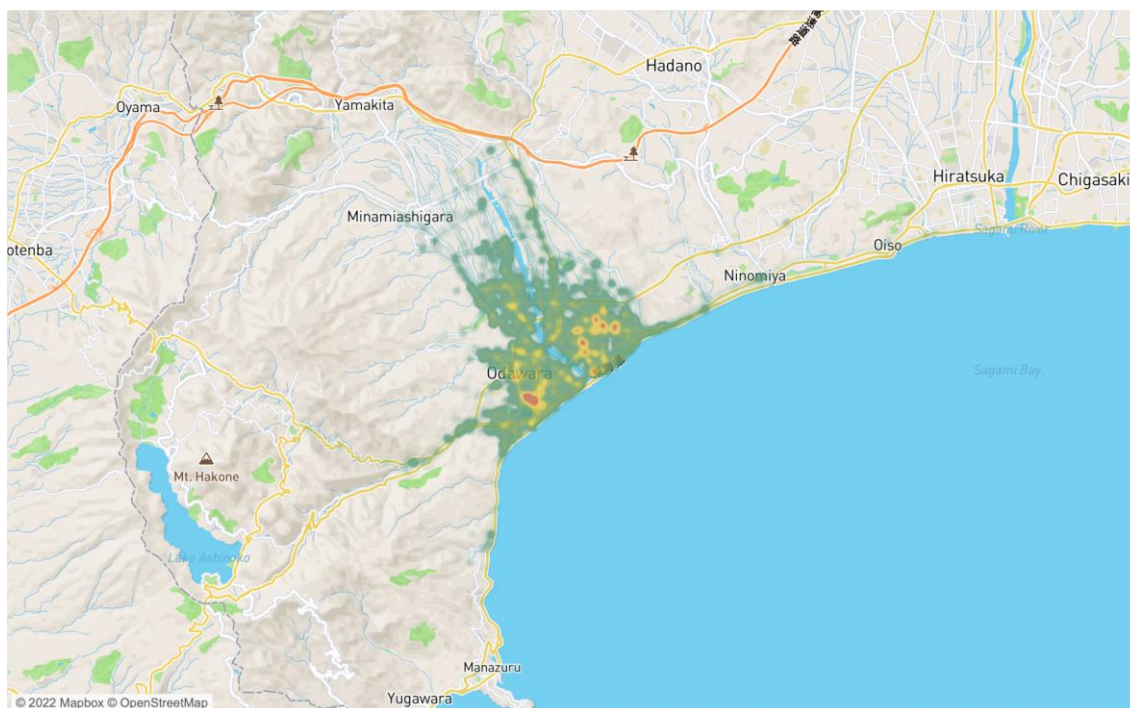 Hadano
Oyama
Yamakita
Hiratsuka
Chigasaki
Minamiashigara
otenba
Sagami River
Oiso
Ninomiya
Odawara
Sagami Bay
Mt. Hakone
Lake Ashinoko
Manazuru
Yugawara
© 2022 Mapbox © OpenStreetMap